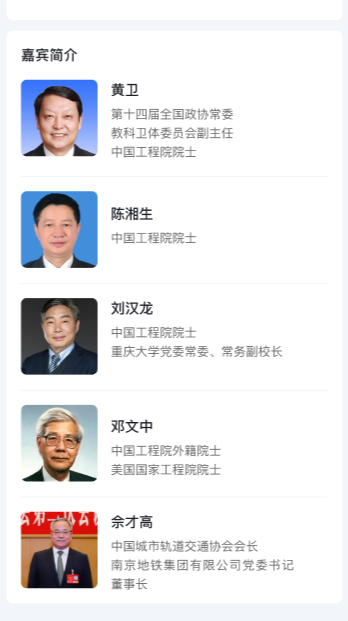 嘉宾简介
黄卫
第十四届全国政协常委
教科卫体委员会副主任
中国工程院院士
陈湘生
中国工程院院士
刘汉龙
中国工程院院士
重庆大学党委常委、常务副校长
邓文中
中国工程院外籍院士
美国国家工程院院士
佘才高
中国城市轨道交通协会会长
南京地铁集团有限公司党委书记
董事长